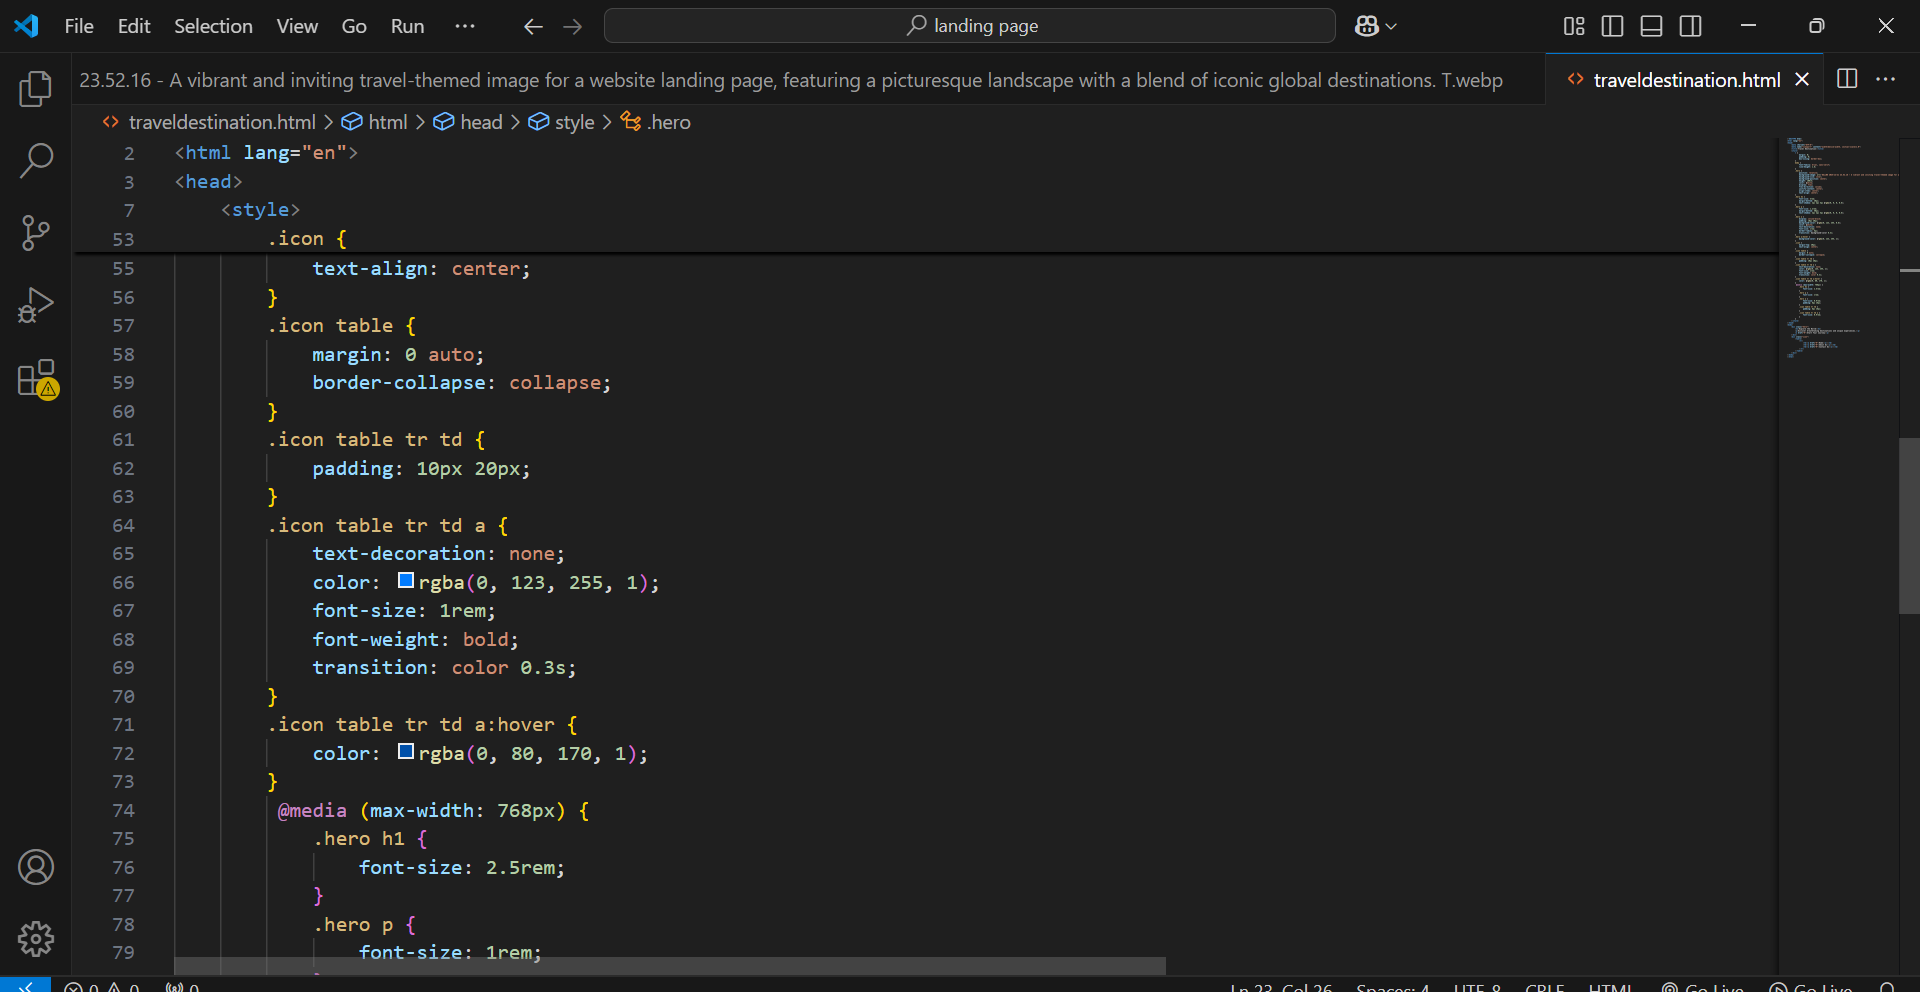 File Edit Selection View Go Run ··· landing page
23.52.16 - A vibrant and inviting travel-themed image for a website landing page, featuring a picturesque landscape with a blend of iconic global destinations. T.webp traveldestination.html
traveldestination.html > html > head > style > .hero
2 <html lang="en">
3 <head>
7 <style>
53 .icon {
55 text-align: center;
56 }
57 .icon table {
58 margin: 0 auto;
59 border-collapse: collapse;
60 }
61 .icon table tr td {
62 padding: 10px 20px;
63 }
64 .icon table tr td a {
65 text-decoration: none;
66 color: rgba(0, 123, 255, 1);
67 font-size: 1rem;
68 font-weight: bold;
69 transition: color 0.3s;
70 }
71 .icon table tr td a:hover {
72 color: rgba(0, 80, 170, 1);
73 }
74 @media (max-width: 768px) {
75 .hero h1 {
76 font-size: 2.5rem;
77 }
78 .hero p {
79 font-size: 1rem;
0 0 0 Ln 23, Col 26 Spaces: 4 UTF-8 CRLF HTML Go Live Go Live